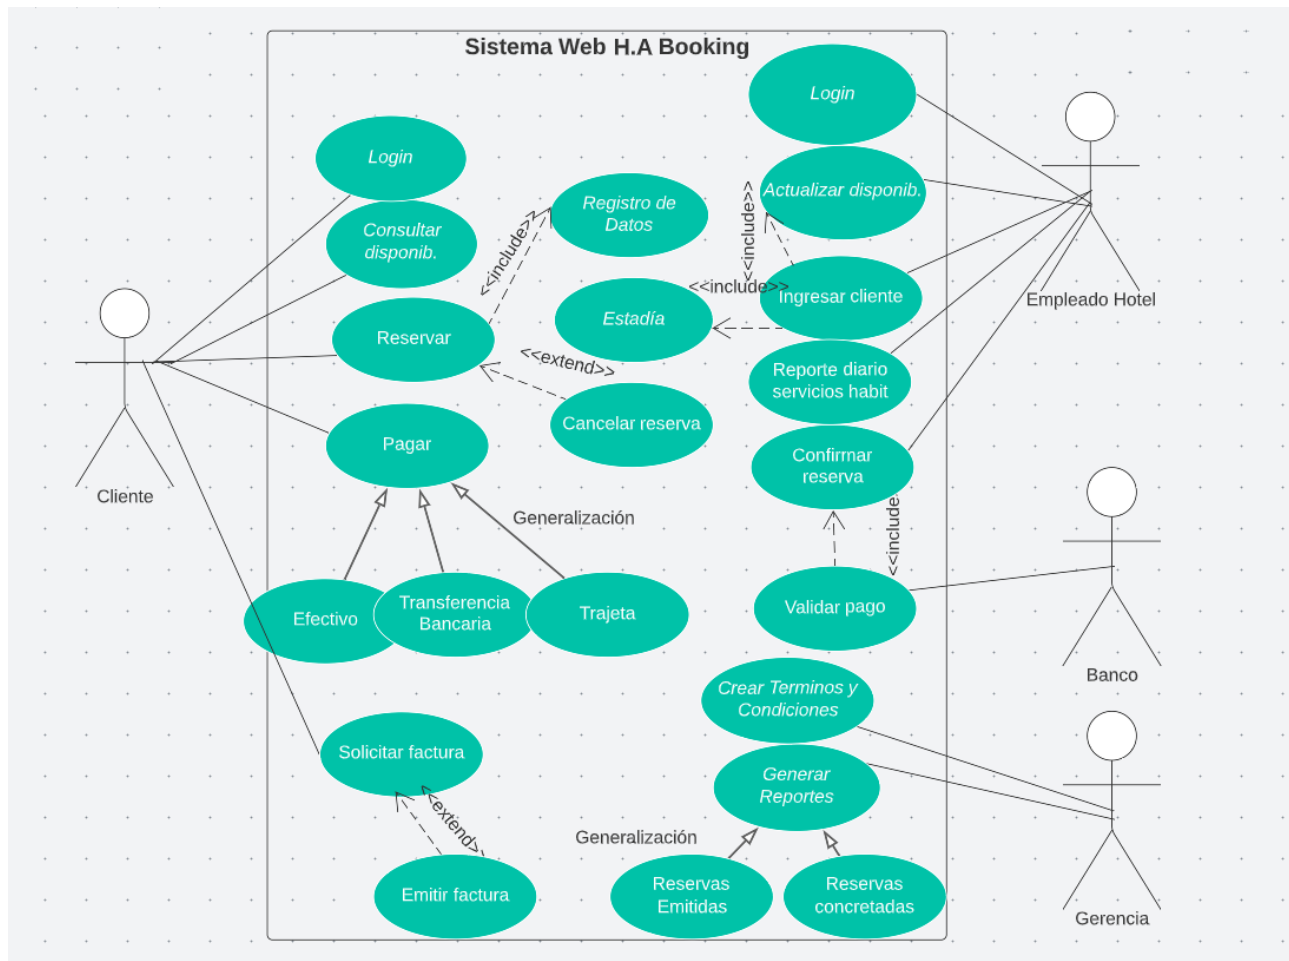 Sistema Web H.A Booking
Login
Login
Actualizar disponib.
Consultar
disponib.
Registro de
Datos
<<include>>
<<include>>
<<include>>
Ingresar cliente
Empleado Hotel
Reservar
Estadía
<<extend>>
Reporte diario
servicios habit
Cancelar reserva
Pagar
Confirmar
reserva
Cliente
Generalización
<<include>
Efectivo
Transferencia
Bancaria
Trajeta
Validar pago
Banco
Crear Terminos y
Condiciones
Solicitar factura
Generar
Reportes
<<extend>>
Generalización
Emitir factura
Reservas
Emitidas
Reservas
concretadas
Gerencia